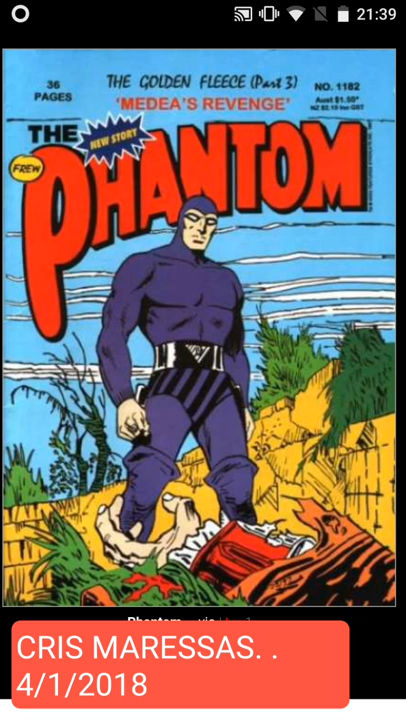 21:39
36
PAGES
THE GOLDEN FLEECE (Part 3)
'MEDEA'S REVENGE'
NO. 1182
Aust $1.50*
THE
NEW STORY
FREW
PHANTOM
CRIS MARESSAS. .
4/1/2018